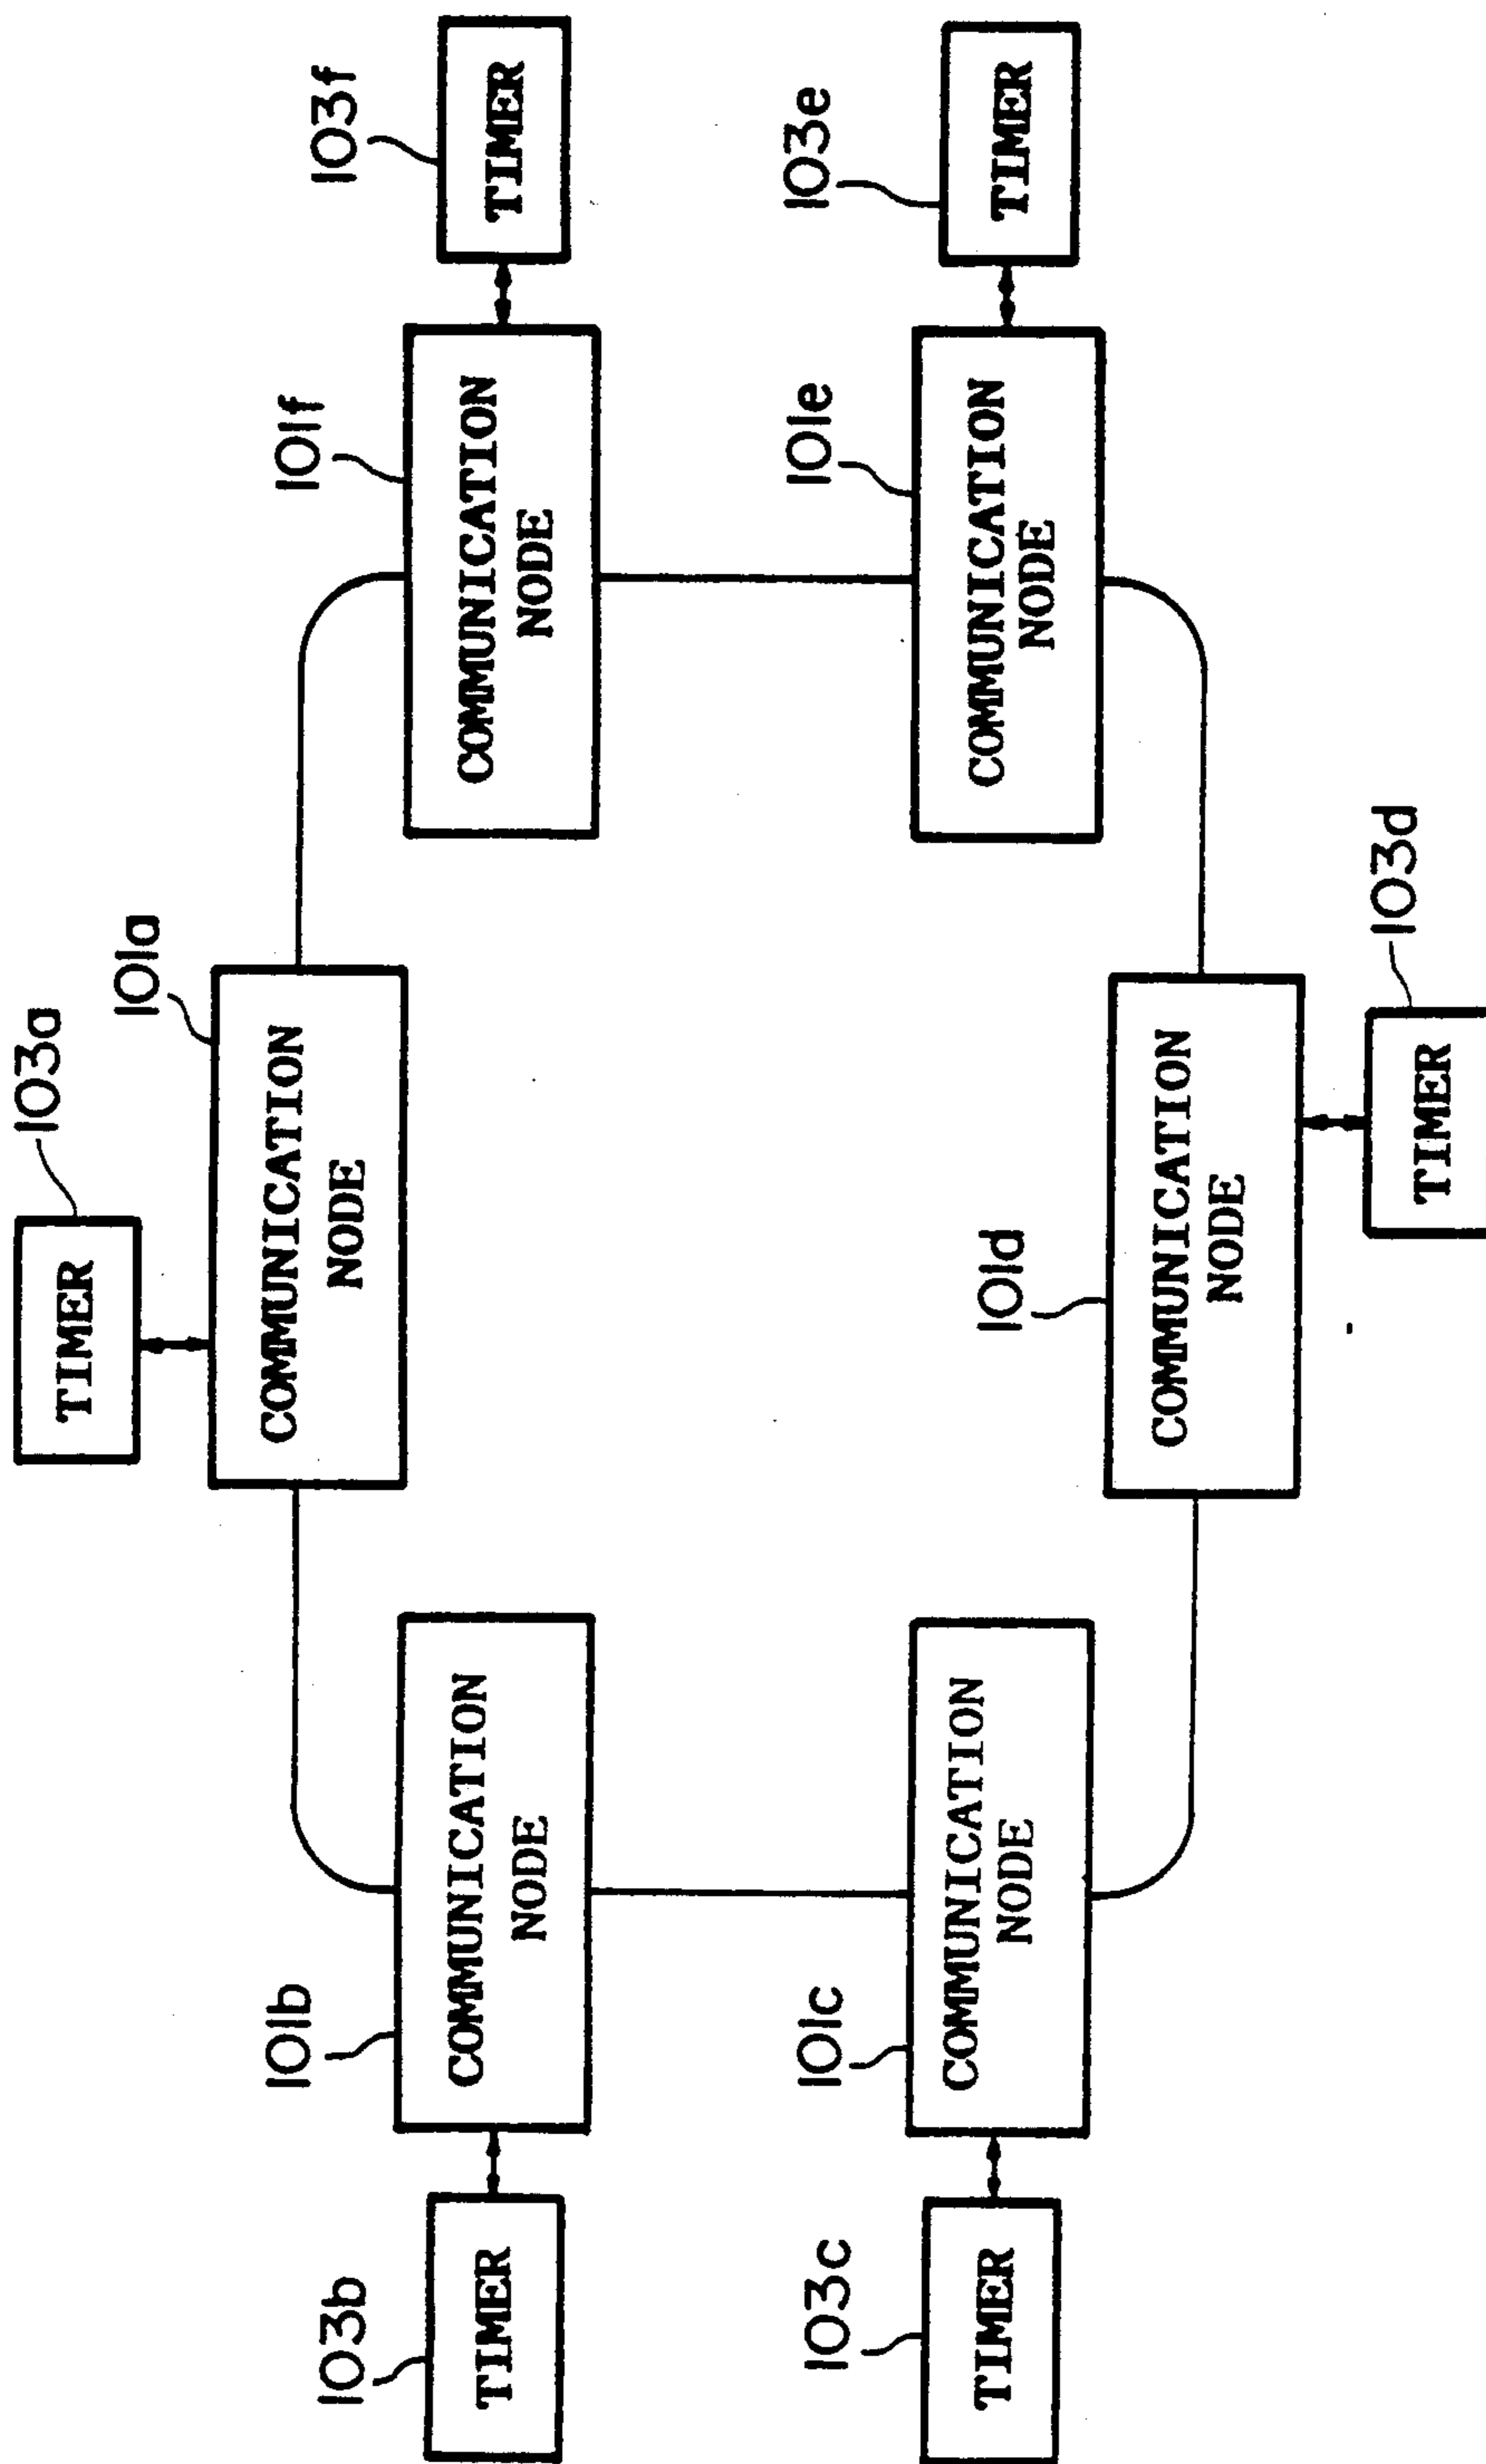 103a
TIMER
101a
COMMUNICATION
NODE
103b
TIMER
101b
COMMUNICATION
NODE
101f
COMMUNICATION
NODE
103f
TIMER
103c
TIMER
101c
COMMUNICATION
NODE
101e
COMMUNICATION
NODE
103e
TIMER
101d
COMMUNICATION
NODE
103d
TIMER